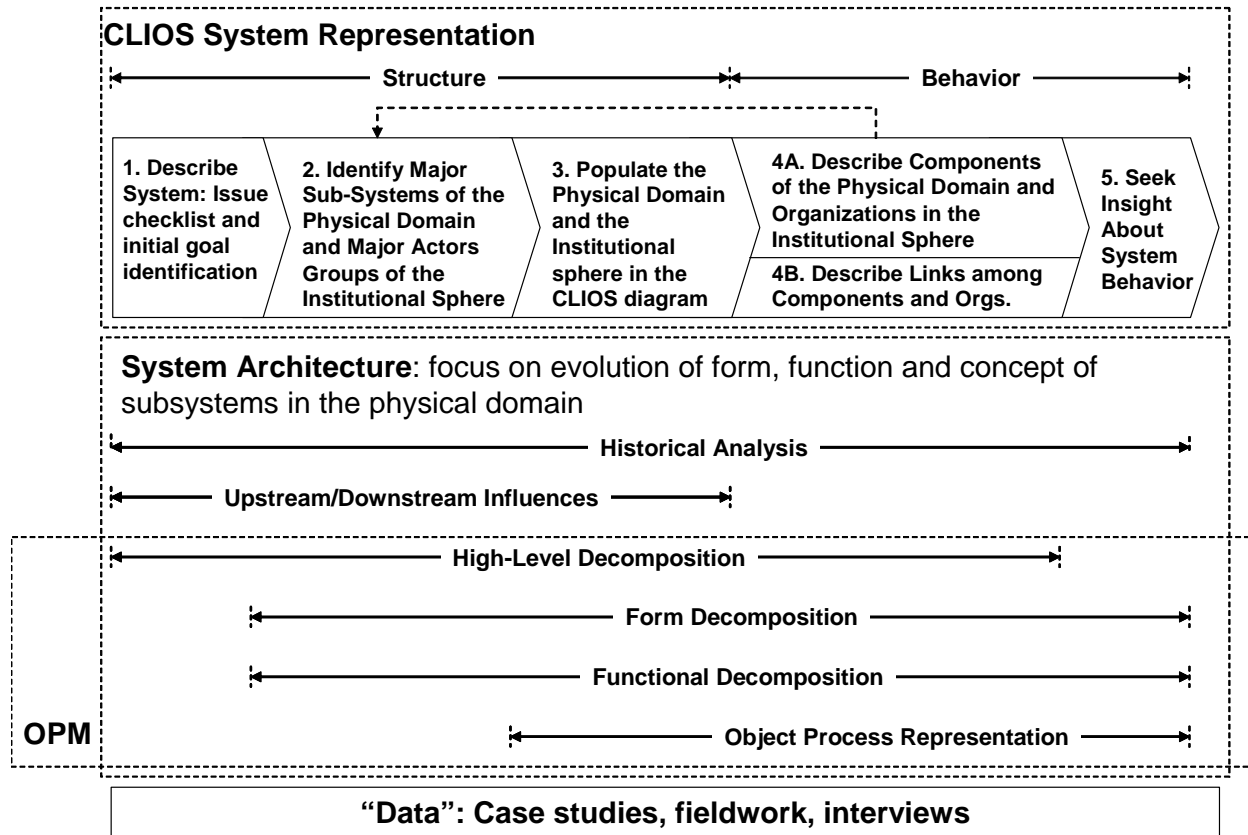 CLIOS System Representation
Structure
Behavior
1. Describe
System: Issue
checklist and
initial goal
identification
2. Identify Major
Sub-Systems of the
Physical Domain
and Major Actors
Groups of the
Institutional Sphere
3. Populate the
Physical Domain
and the
Institutional
sphere in the
CLIOS diagram
4A. Describe Components
of the Physical Domain and
Organizations in the
Institutional Sphere
4B. Describe Links among
Components and Orgs.
5. Seek
Insight
About
System
Behavior
System Architecture: focus on evolution of form, function and concept of
subsystems in the physical domain
Historical Analysis
Upstream/Downstream Influences
High-Level Decomposition
Form Decomposition
Functional Decomposition
OPM
Object Process Representation
“Data”: Case studies, fieldwork, interviews